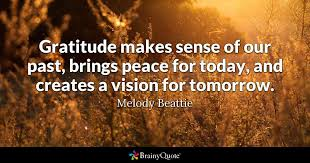 Gratitude makes sense of our
past, brings peace for today, and
creates a vision for tomorrow.
Melody Beattie
BrainyQuote